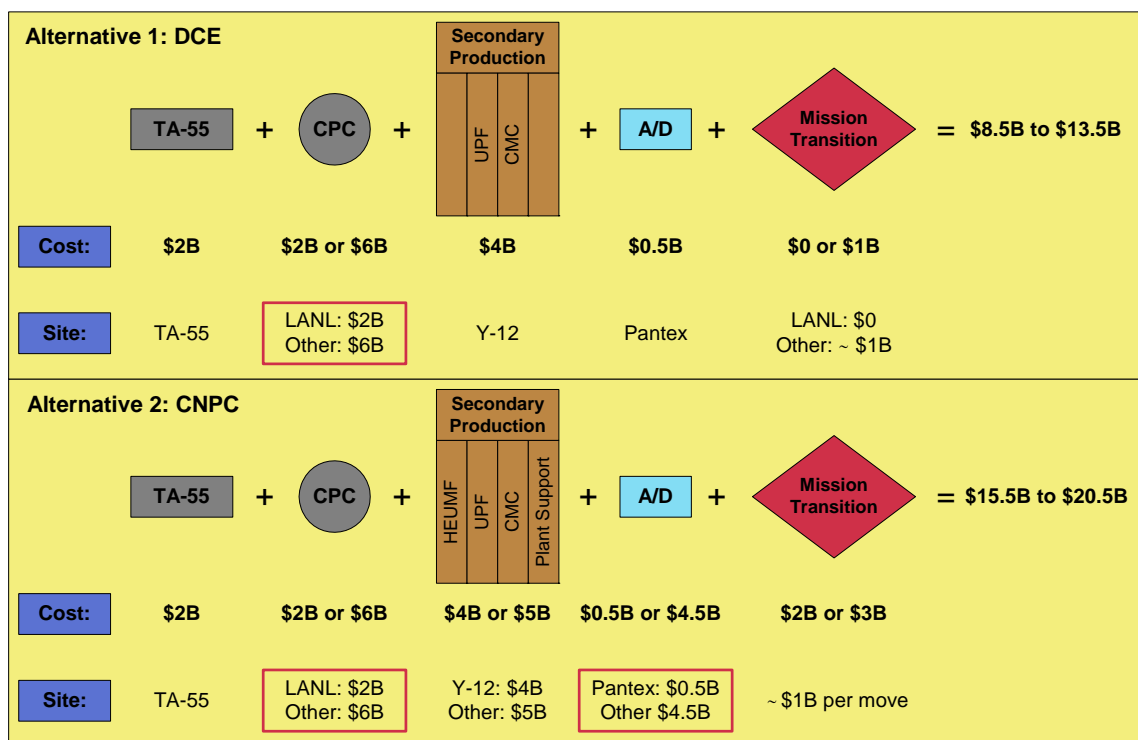 Alternative 1: DCE
Secondary
Production
TA-55 + CPC + UPF CMC + A/D + Mission
Transition = $8.5B to $13.5B
Cost: $2B $2B or $6B $4B $0.5B $0 or $1B
Site: TA-55 LANL: $2B
Other: $6B Y-12 Pantex LANL: $0
Other: ~ $1B
Alternative 2: CNPC
Secondary
Production
TA-55 + CPC + HEUMF UPF CMC Plant Support + A/D + Mission
Transition = $15.5B to $20.5B
Cost: $2B $2B or $6B $4B or $5B $0.5B or $4.5B $2B or $3B
Site: TA-55 LANL: $2B
Other: $6B Y-12: $4B
Other: $5B Pantex: $0.5B
Other $4.5B ~ $1B per move